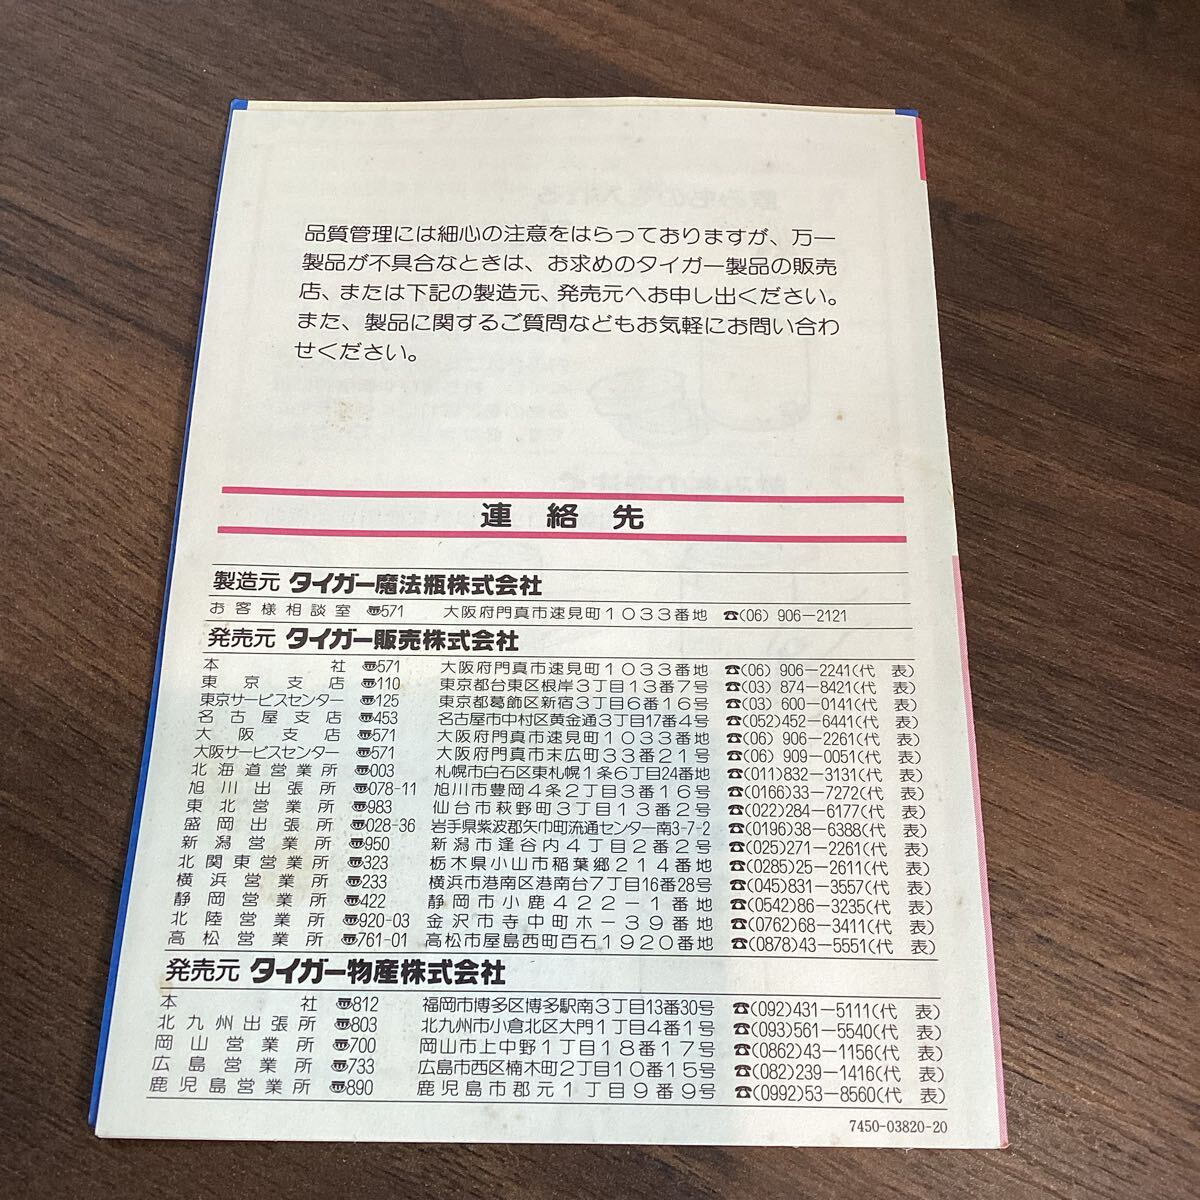 品質管理には細心の注意をはらっておりますが、万一
製品が不具合なときは、お求めのタイガー製品の販売
店、または下記の製造元、発売元へお申し出ください。
また、製品に関するご質問などもお気軽にお問い合わ
せください。
連絡先
製造元 タイガー魔法瓶株式会社
お客様相談室 〠571 大阪府門真市速見町1033番地 ☎(06) 906-2121
発売元 タイガー販売株式会社
本社 〠571 大阪府門真市速見町1033番地 ☎(06) 906-2241(代表)
東京支店 〠110 東京都台東区根岸3丁目13番7号 ☎(03) 874-8421(代表)
東京サービスセンター 〠125 東京都葛飾区新宿3丁目6番16号 ☎(03) 600-0141(代表)
名古屋支店 〠453 名古屋市中村区黄金通3丁目17番4号 ☎(052)452-6441(代表)
大阪支店 〠571 大阪府門真市速見町1033番地 ☎(06) 906-2261(代表)
大阪サービスセンター 〠571 大阪府門真市末広町33番21号 ☎(06) 909-0051(代表)
北海道営業所 〠003 札幌市白石区東札幌1条6丁目24番地 ☎(011)832-3131(代表)
旭川出張所 〠078-11 旭川市豊岡4条2丁目3番16号 ☎(0166)33-7272(代表)
東北営業所 〠983 仙台市萩野町3丁目13番2号 ☎(022)284-6177(代表)
盛岡出張所 〠028-36 岩手県紫波郡矢巾町流通センター南3-7-2 ☎(0196)38-6388(代表)
新潟営業所 〠950 新潟市逢谷内4丁目2番2号 ☎(025)271-2261(代表)
北関東営業所 〠323 栃木県小山市稲葉郷214番地 ☎(0285)25-2611(代表)
横浜営業所 〠233 横浜市港南区港南台7丁目16番28号 ☎(045)831-3557(代表)
静岡営業所 〠422 静岡市小鹿422-1番地 ☎(0542)86-3235(代表)
北陸営業所 〠920-03 金沢市寺中町ホ-39番地 ☎(0762)68-3411(代表)
高松営業所 〠761-01 高松市屋島西町百石1920番地 ☎(0878)43-5551(代表)
発売元 タイガー物産株式会社
本社 〠812 福岡市博多区博多駅南3丁目13番30号 ☎(092)431-5111(代表)
北九州出張所 〠803 北九州市小倉北区大門1丁目4番1号 ☎(093)561-5540(代表)
岡山営業所 〠700 岡山市上中野1丁目18番17号 ☎(0862)43-1156(代表)
広島営業所 〠733 広島市西区楠木町2丁目10番15号 ☎(082)239-1416(代表)
鹿児島営業所 〠890 鹿児島市郡元1丁目9番9号 ☎(0992)53-8560(代表)
7450-03820-20